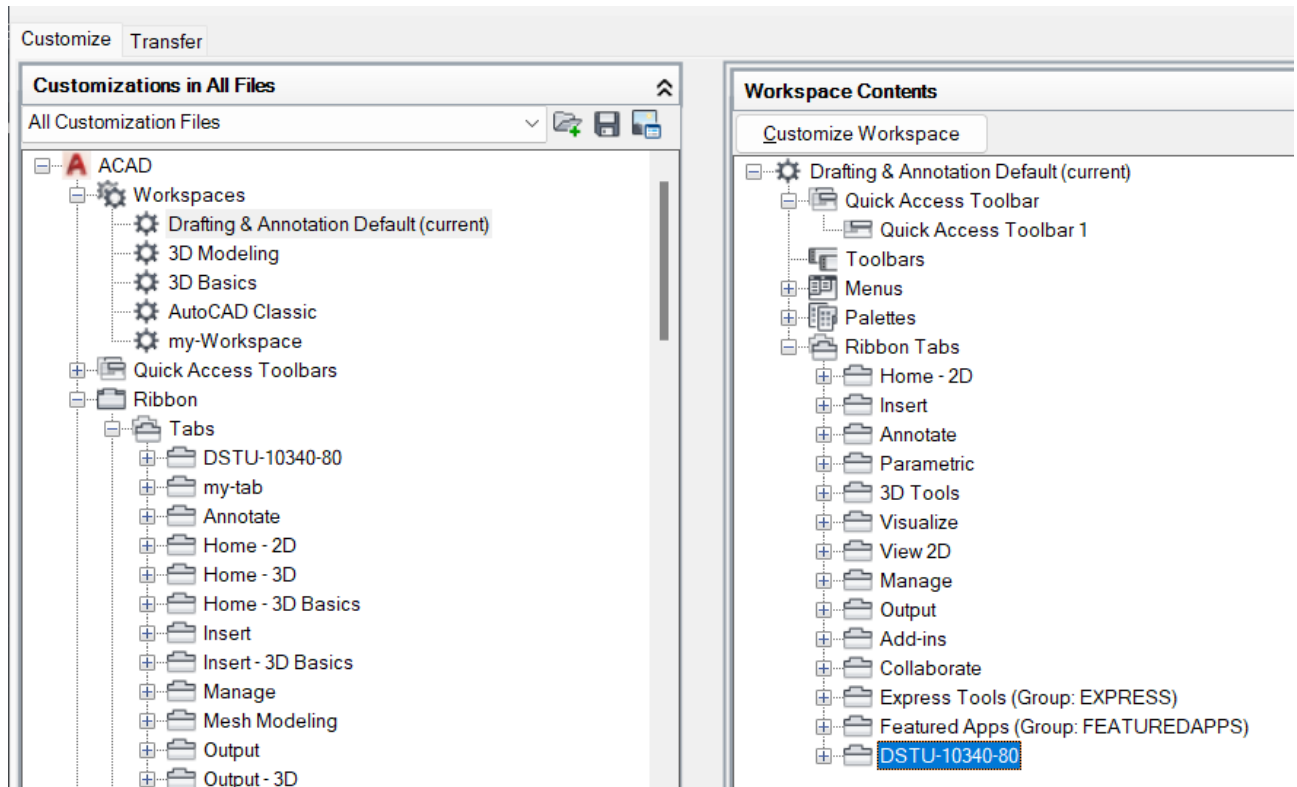 Customize Transfer
Customizations in All Files
All Customization Files
ACAD
Workspaces
Drafting & Annotation Default (current)
3D Modeling
3D Basics
AutoCAD Classic
my-Workspace
Quick Access Toolbars
Ribbon
Tabs
DSTU-10340-80
my-tab
Annotate
Home - 2D
Home - 3D
Home - 3D Basics
Insert
Insert - 3D Basics
Manage
Mesh Modeling
Output
Output - 3D
Workspace Contents
Customize Workspace
Drafting & Annotation Default (current)
Quick Access Toolbar
Quick Access Toolbar 1
Toolbars
Menus
Palettes
Ribbon Tabs
Home - 2D
Insert
Annotate
Parametric
3D Tools
Visualize
View 2D
Manage
Output
Add-ins
Collaborate
Express Tools (Group: EXPRESS)
Featured Apps (Group: FEATUREDAPPS)
DSTU-10340-80